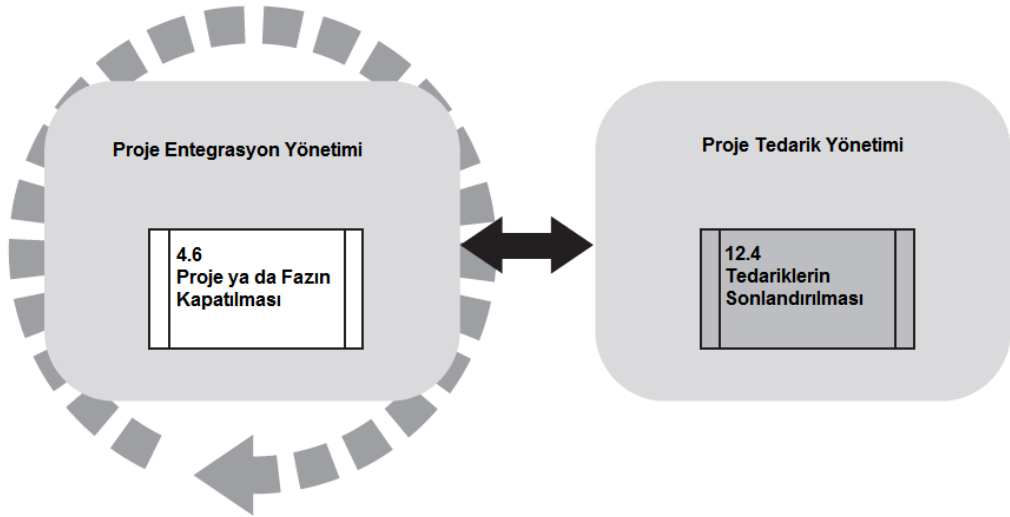 Proje Entegrasyon Yönetimi
4.6
Proje ya da Fazın
Kapatılması
Proje Tedarik Yönetimi
12.4
Tedariklerin
Sonlandırılması